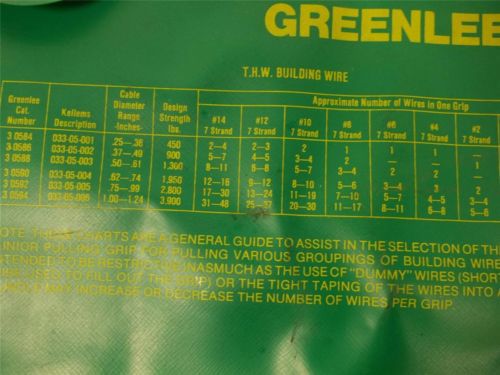 GREENLEE
T.H.W. BUILDING WIRE
Greenlee Cat. Number Kellems Description Cable Diameter Range -Inches- Design Strength lbs. Approximate Number of Wires in One Grip
#14 7 Strand #12 7 Strand #10 7 Strand #8 7 Strand #6 7 Strand #4 7 Strand #2 7 Strand
3 0584 033-05-001 .25—.36 450 2—4 2—3 2 1 1 — —
3 0586 033-05-002 .37—.49 900 5—7 4—5 3—4 2 — 1 —
3 0588 033-05-003 .50—.61 1,300 8—11 6—8 2 1
3 0590 033-05-004 .62—.74 1,950 12—16 9—12 8—10 5—6 3—4 3 2
3 0592 033-05-005 .75—.99 2,800 17—30 13—24 11—19 7—10 5—7 4—5 3—4
3 0594 033-05-006 1.00—1.24 3,900 31—48 25—37 20—30 11—17 8—11 6—8 5—6
OTE THESE CHARTS ARE A GENERAL GUIDE TO ASSIST IN THE SELECTION OF TH
UNIOR PULLING GRIP FOR PULLING VARIOUS GROUPINGS OF BUILDING WIRE
NTENDED TO BE RESTRICTIVE INASMUCH AS THE USE OF "DUMMY" WIRES (SHORT
USED TO FILL OUT THE GRIP) OR THE TIGHT TAPING OF THE WIRES INTO A
MAY INCREASE OR DECREASE THE NUMBER OF WIRES PER GRIP.